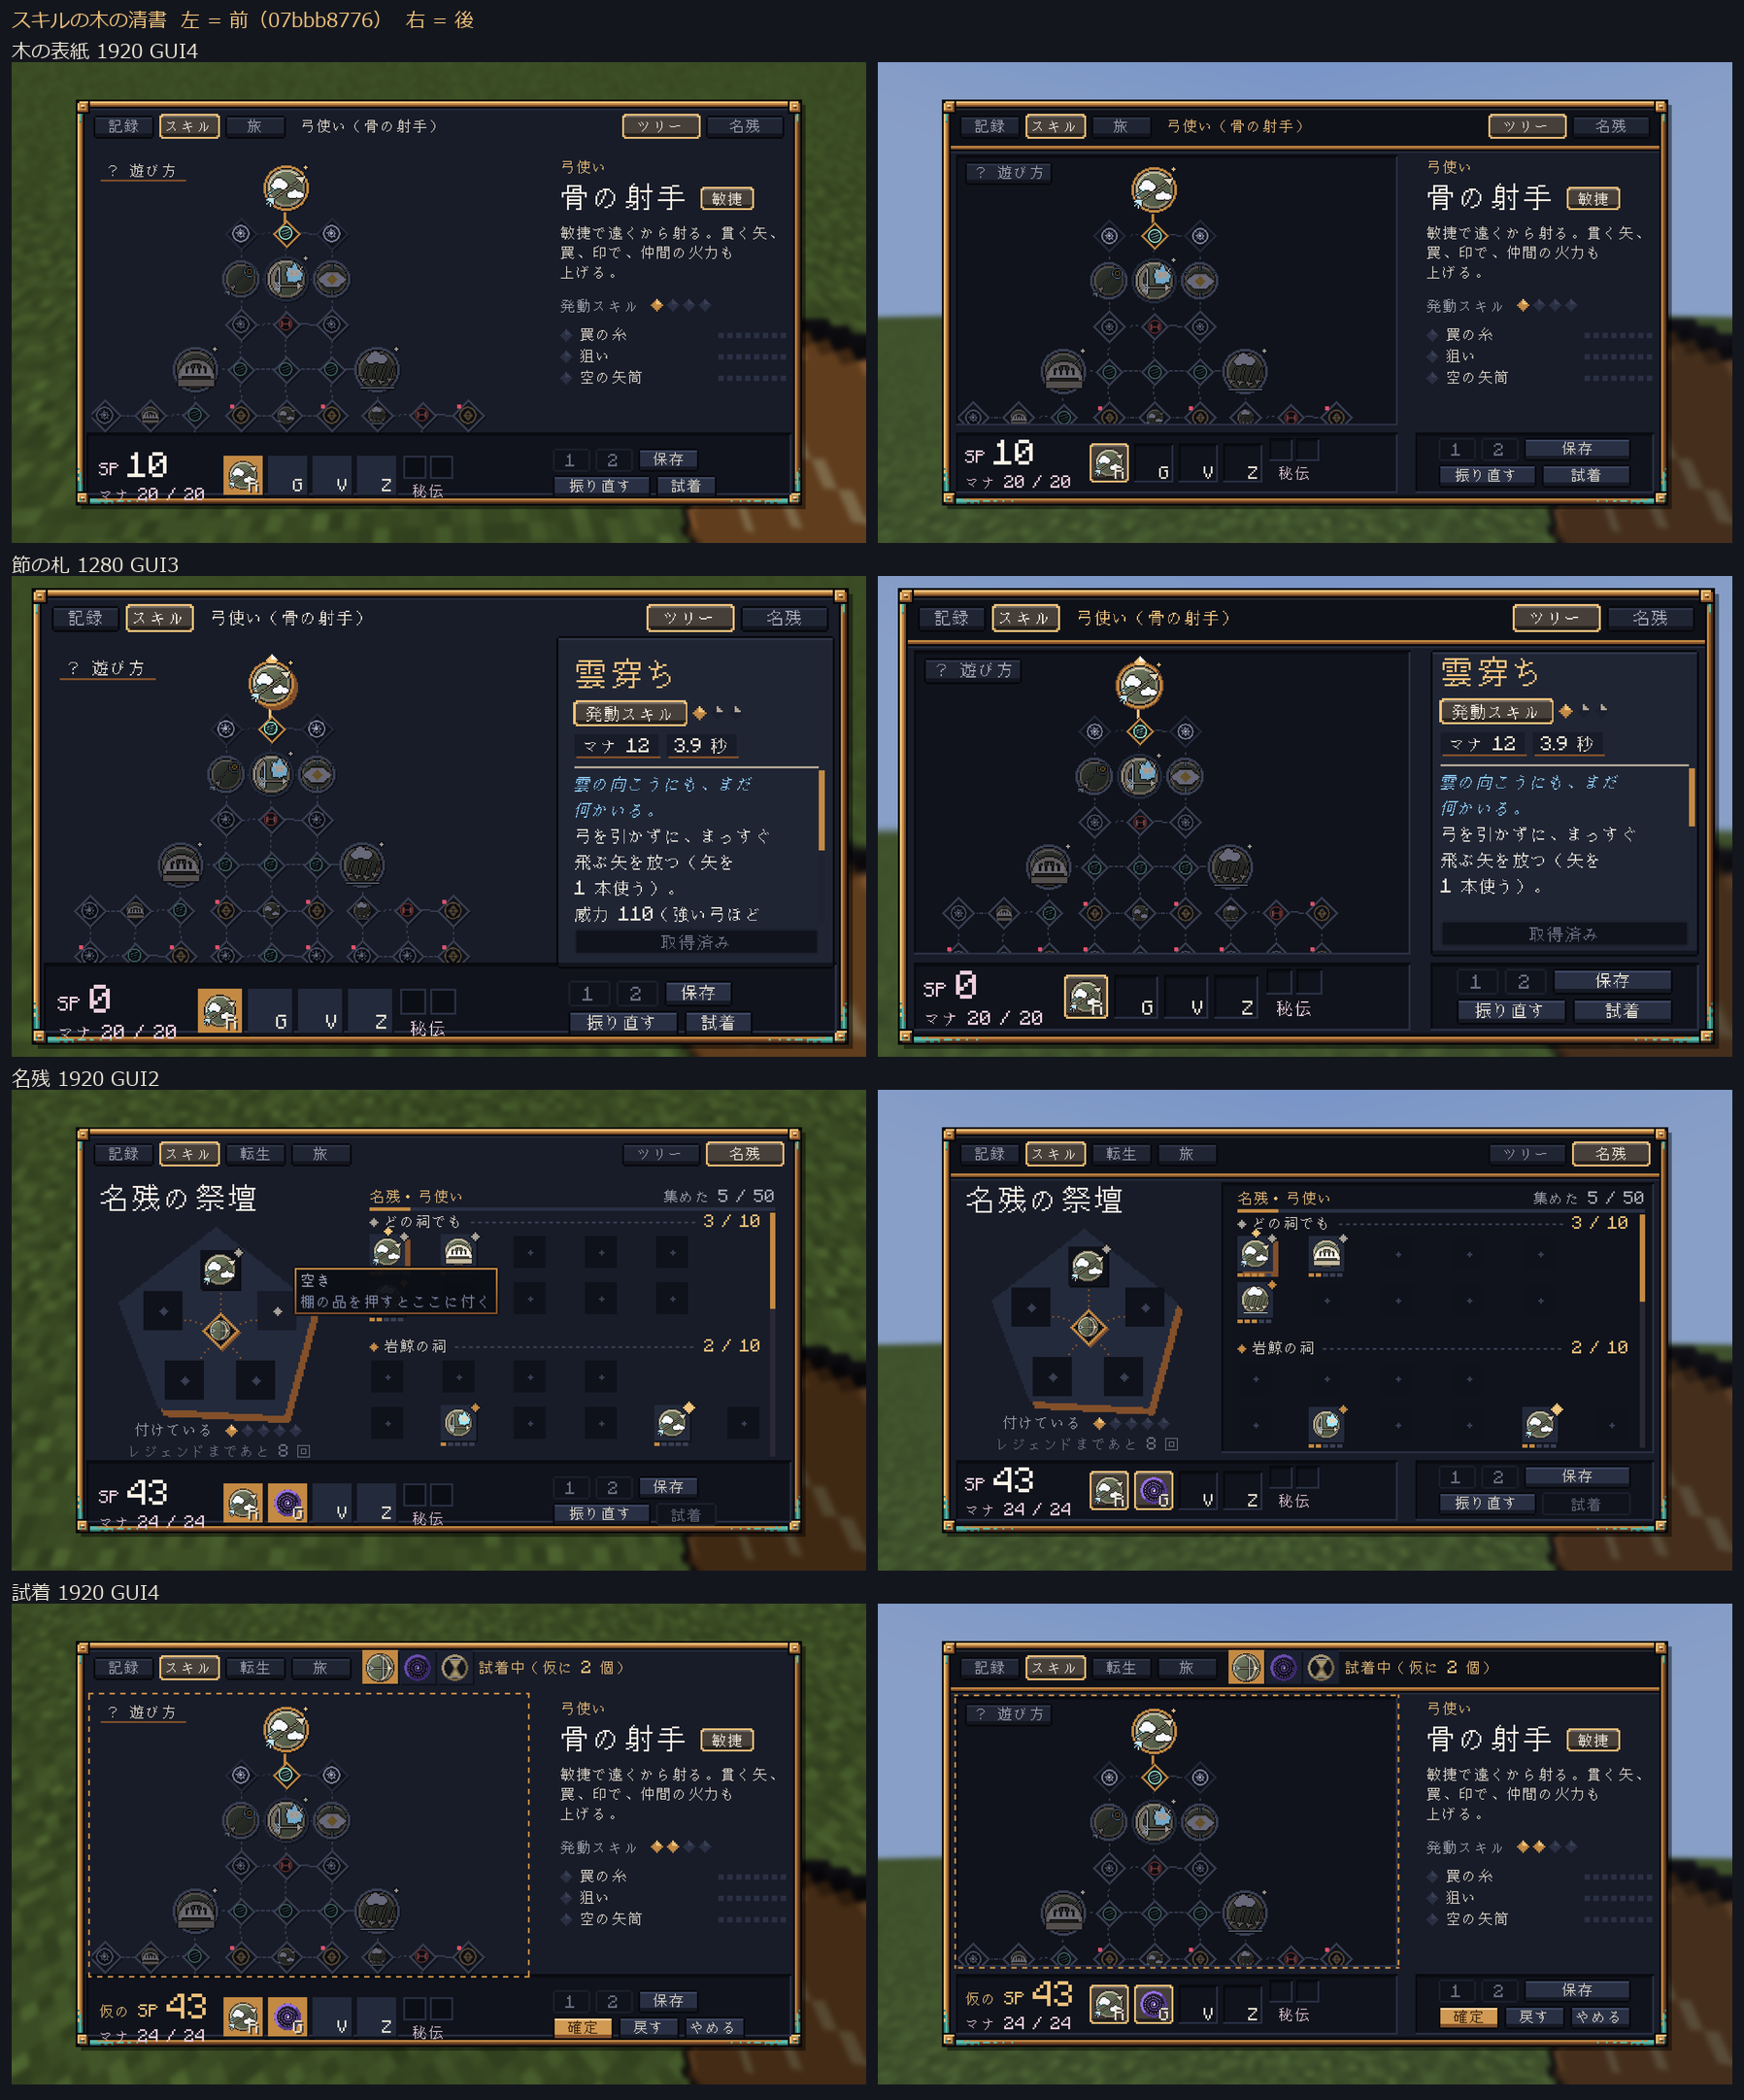 スキルの木の清書 左 = 前（07bbb8776） 右 = 後
木の表紙 1920 GUI4
記録 スキル 旅 弓使い（骨の射手） ツリー 名残
? 遊び方
弓使い
骨の射手 敏捷
敏捷で遠くから射る。貫く矢、
罠、印で、仲間の火力も
上げる。
発動スキル
罠の糸
狙い
空の矢筒
SP 10
マナ 20 / 20
R G V Z 秘伝
1 2 保存
振り直す 試着
記録 スキル 旅 弓使い（骨の射手） ツリー 名残
? 遊び方
弓使い
骨の射手 敏捷
敏捷で遠くから射る。貫く矢、
罠、印で、仲間の火力も
上げる。
発動スキル
罠の糸
狙い
空の矢筒
SP 10
マナ 20 / 20
R G V Z 秘伝
1 2 保存
振り直す 試着
節の札 1280 GUI3
記録 スキル 弓使い（骨の射手） ツリー 名残
? 遊び方
雲穿ち
発動スキル
マナ 12 3.9 秒
雲の向こうにも、まだ
何かいる。
弓を引かずに、まっすぐ
飛ぶ矢を放つ（矢を
1 本使う）。
威力 110（強い弓ほど
取得済み
SP 0
マナ 20 / 20
R G V Z 秘伝
1 2 保存
振り直す 試着
記録 スキル 弓使い（骨の射手） ツリー 名残
? 遊び方
雲穿ち
発動スキル
マナ 12 3.9 秒
雲の向こうにも、まだ
何かいる。
弓を引かずに、まっすぐ
飛ぶ矢を放つ（矢を
1 本使う）。
取得済み
SP 0
マナ 20 / 20
R G V Z 秘伝
1 2 保存
振り直す 試着
名残 1920 GUI2
記録 スキル 転生 旅 ツリー 名残
名残の祭壇
名残・弓使い 集めた 5 / 50
どの祠でも 3 / 10
空き
棚の品を押すとここに付く
岩鯨の祠 2 / 10
付けている
レジェンドまであと 8 回
SP 43
マナ 24 / 24
R G V Z 秘伝
1 2 保存
振り直す 試着
記録 スキル 転生 旅 ツリー 名残
名残の祭壇
名残・弓使い 集めた 5 / 50
どの祠でも 3 / 10
岩鯨の祠 2 / 10
付けている
レジェンドまであと 8 回
SP 43
マナ 24 / 24
R G V Z 秘伝
1 2 保存
振り直す 試着
試着 1920 GUI4
記録 スキル 転生 旅 試着中（仮に 2 個）
? 遊び方
弓使い
骨の射手 敏捷
敏捷で遠くから射る。貫く矢、
罠、印で、仲間の火力も
上げる。
発動スキル
罠の糸
狙い
空の矢筒
仮の SP 43
マナ 24 / 24
R G V Z 秘伝
1 2 保存
確定 戻す やめる
記録 スキル 転生 旅 試着中（仮に 2 個）
? 遊び方
弓使い
骨の射手 敏捷
敏捷で遠くから射る。貫く矢、
罠、印で、仲間の火力も
上げる。
発動スキル
罠の糸
狙い
空の矢筒
仮の SP 43
マナ 24 / 24
R G V Z 秘伝
1 2 保存
確定 戻す やめる